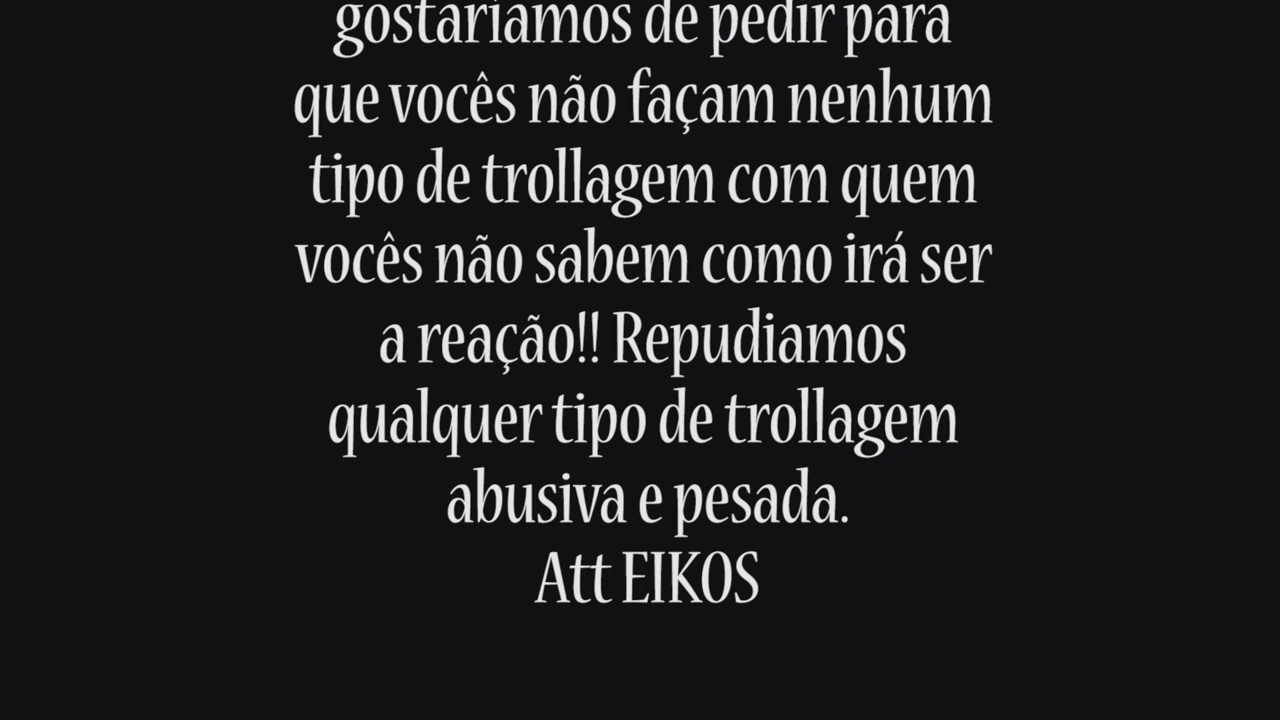 gostaríamos de pedir para
que vocês não façam nenhum
tipo de trollagem com quem
vocês não sabem como irá ser
a reação!! Repudiamos
qualquer tipo de trollagem
abusiva e pesada.
Att EIKOS